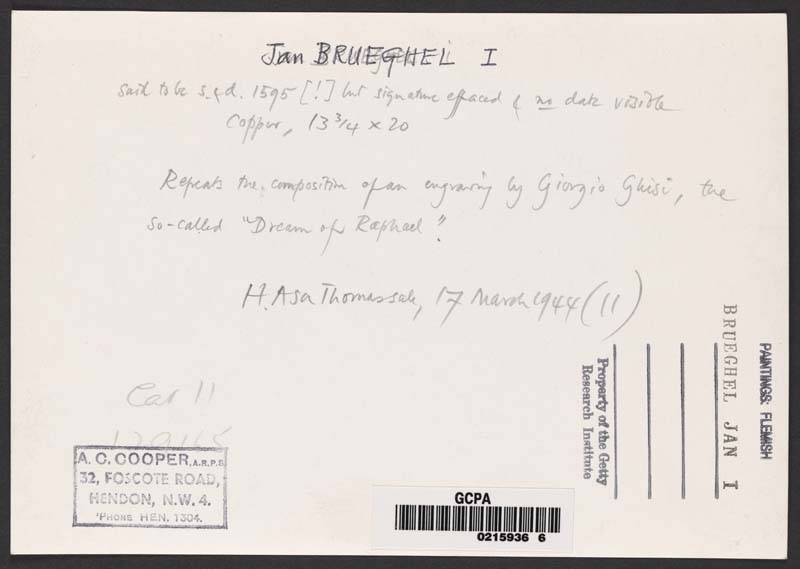 Jan BRUEGHEL I
said to be s. & d. 1595 [!] but signature effaced & no date visible
Copper, 13 3/4 x 20
Repeats the composition of an engraving by Giorgio Ghisi, the
so-called "Dream of Raphael".
H. Asa Thomas sale, 17 March 1944 (11)
Cat 11
A. C. COOPER, A.R.P.S.
32, FOSCOTE ROAD,
HENDON, N.W. 4.
'PHONE HEN. 1304.
GCPA
0215936 6
Property of the Getty
Research Institute
BRUEGHEL JAN I
PAINTINGS: FLEMISH